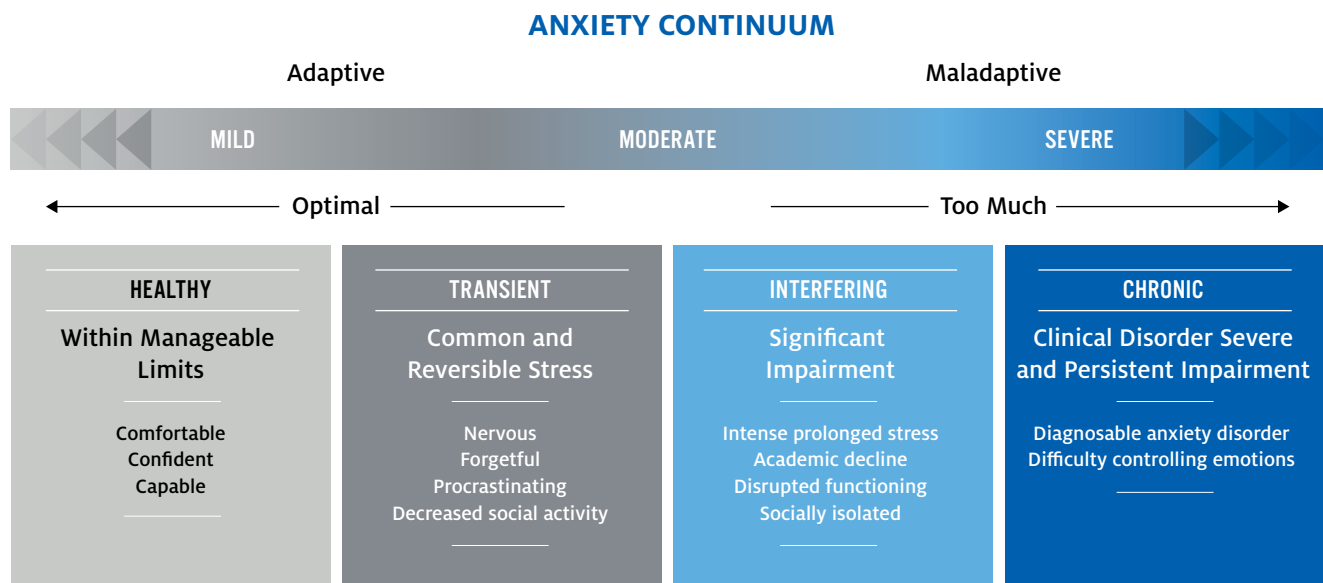 ANXIETY CONTINUUM
Adaptive
Maladaptive
MILD
MODERATE
SEVERE
Optimal
Too Much
HEALTHY
Within Manageable
Limits
Comfortable
Confident
Capable
TRANSIENT
Common and
Reversible Stress
Nervous
Forgetful
Procrastinating
Decreased social activity
INTERFERING
Significant
Impairment
Intense prolonged stress
Academic decline
Disrupted functioning
Socially isolated
CHRONIC
Clinical Disorder Severe
and Persistent Impairment
Diagnosable anxiety disorder
Difficulty controlling emotions